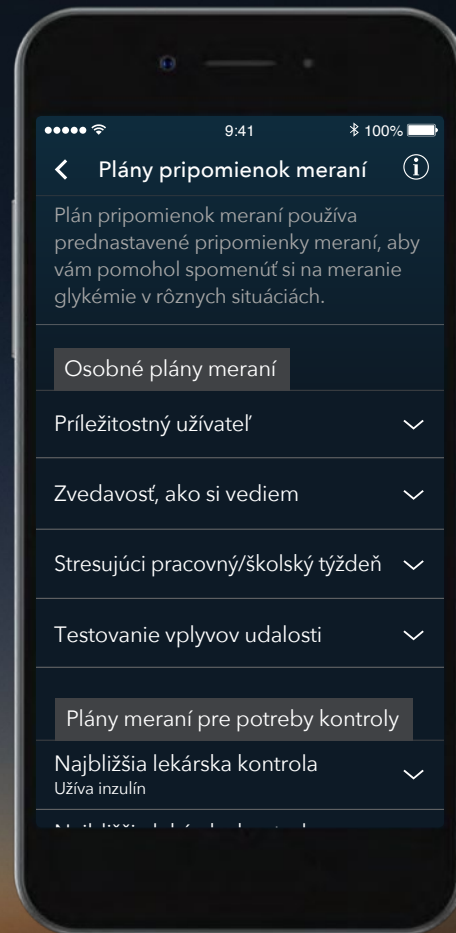 9:41
100%
Plány pripomienok meraní
Plán pripomienok meraní používa
prednastavené pripomienky meraní, aby
vám pomohol spomenúť si na meranie
glykémie v rôznych situáciách.
Osobné plány meraní
Príležitostný užívateľ
Zvedavosť, ako si vediem
Stresujúci pracovný/školský týždeň
Testovanie vplyvov udalosti
Plány meraní pre potreby kontroly
Najbližšia lekárska kontrola
Užíva inzulín